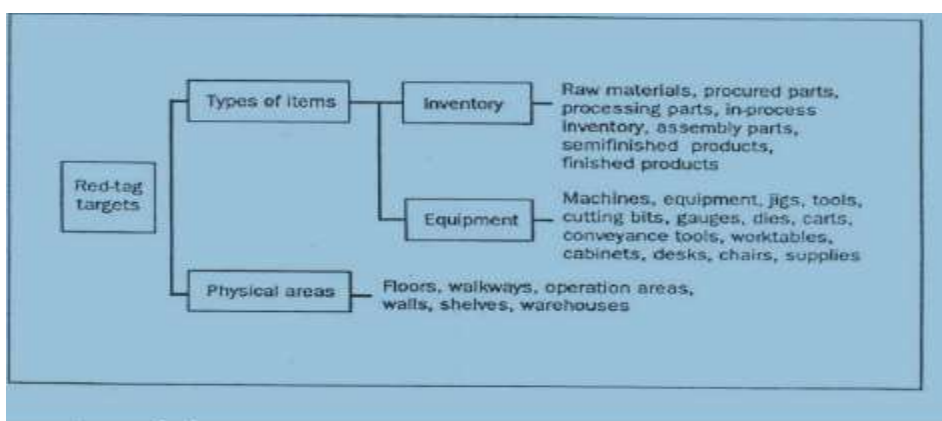 Red-tag
targets
Types of items
Inventory
Raw materials, procured parts,
processing parts, in-process
inventory, assembly parts,
semifinished products,
finished products
Equipment
Machines, equipment, jigs, tools,
cutting bits, gauges, dies, carts,
conveyance tools, worktables,
cabinets, desks, chairs, supplies
Physical areas
Floors, walkways, operation areas,
walls, shelves, warehouses